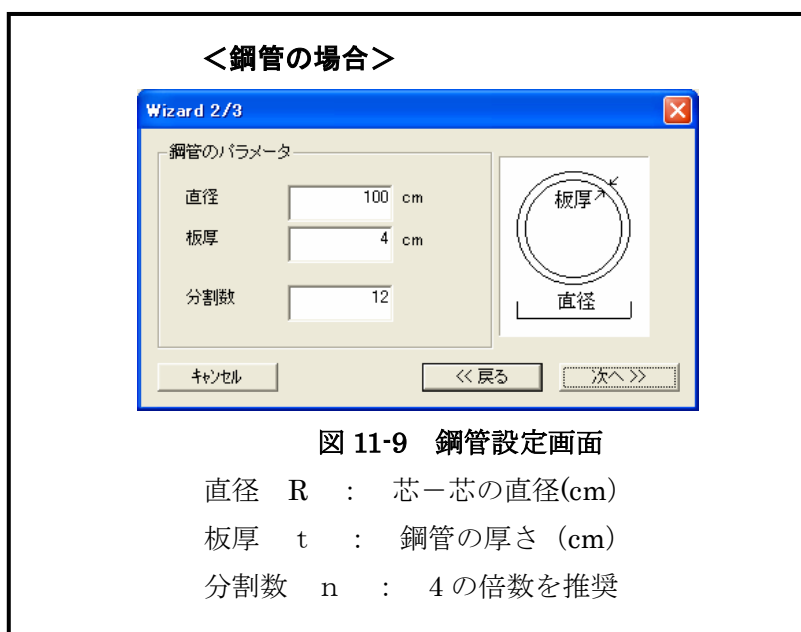 ＜鋼管の場合＞
Wizard 2/3
鋼管のパラメータ
直径 100 cm
板厚 4 cm
分割数 12
板厚
直径
ｷｬﾝｾﾙ
<< 戻る
次へ >>
図 11-9 鋼管設定画面
直径 R ： 芯－芯の直径(cm)
板厚 ｔ ： 鋼管の厚さ（cm）
分割数 ｎ ： ４の倍数を推奨